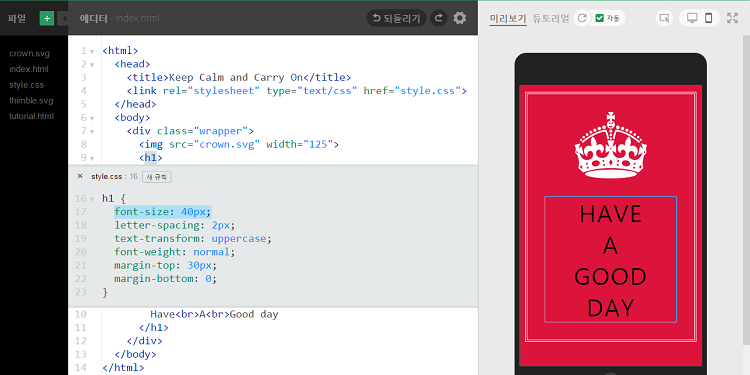 파일
에디터 · index.html
되돌리기
미리보기 튜토리얼
자동
crown.svg
index.html
style.css
thimble.svg
tutorial.html
1 <html>
2 <head>
3 <title>Keep Calm and Carry On</title>
4 <link rel="stylesheet" type="text/css" href="style.css">
5 </head>
6 <body>
7 <div class="wrapper">
8 <img src="crown.svg" width="125">
9 <h1>
style.css : 16 새 규칙
16 h1 {
17 font-size: 40px;
18 letter-spacing: 2px;
19 text-transform: uppercase;
20 font-weight: normal;
21 margin-top: 30px;
22 margin-bottom: 0;
23 }
10 Have<br>A<br>Good day
11 </h1>
12 </div>
13 </body>
14 </html>
HAVE
A
GOOD
DAY